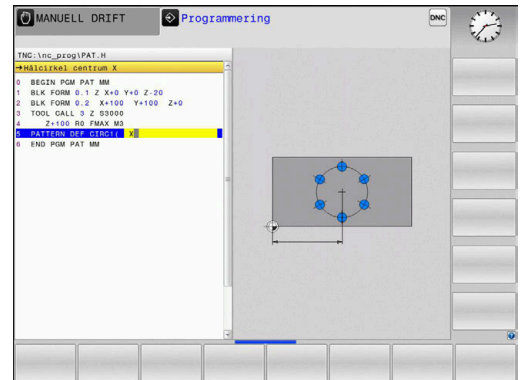 MANUELL DRIFT
Programmering
DNC
TNC:\nc_prog\PAT.H
→Hålcirkel centrum X
0 BEGIN PGM PAT MM
1 BLK FORM 0.1 Z X+0 Y+0 Z-20
2 BLK FORM 0.2 X+100 Y+100 Z+0
3 TOOL CALL 3 Z S3000
4 Z+100 R0 FMAX M3
5 PATTERN DEF CIRC1( X
6 END PGM PAT MM